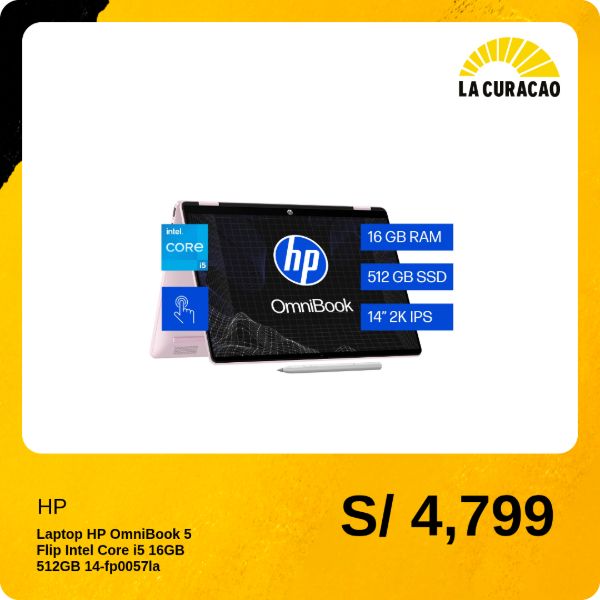 LA CURACAO
intel.
CORE
i5
hp
OmniBook
16 GB RAM
512 GB SSD
14” 2K IPS
HP
S/ 4,799
Laptop HP OmniBook 5
Flip Intel Core i5 16GB
512GB 14-fp0057la